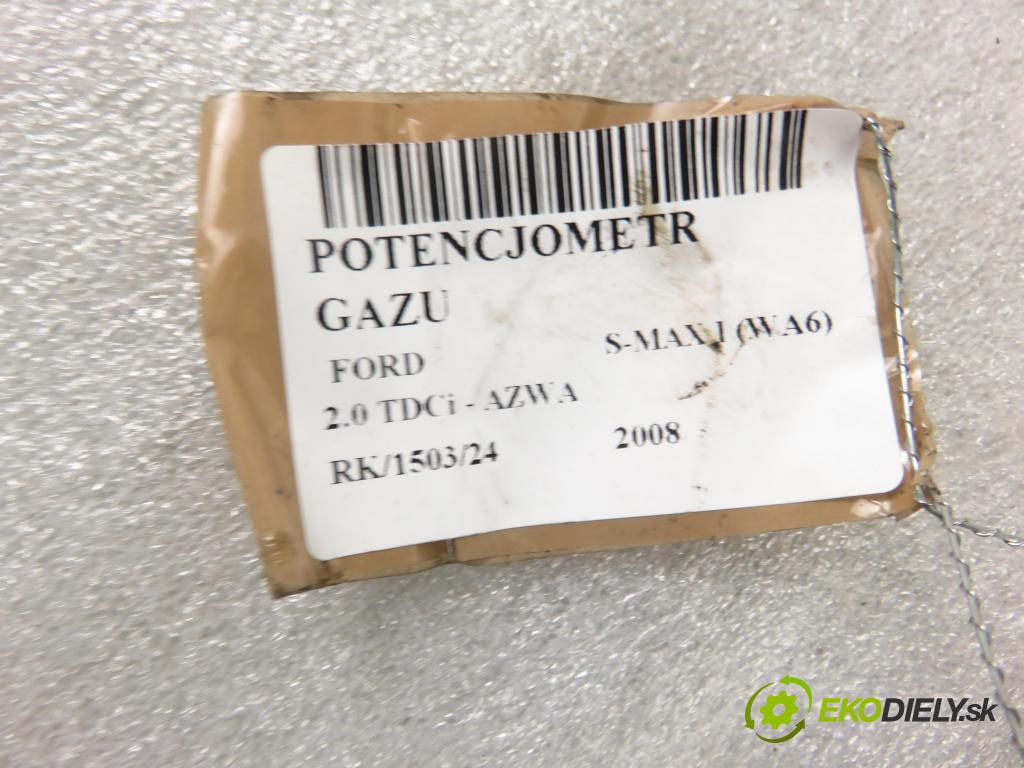 POTENCJOMETR
GAZU
FORD S-MAX I (WA6)
2.0 TDCi - AZWA
RK/1503/24 2008
EKODIELY.sk